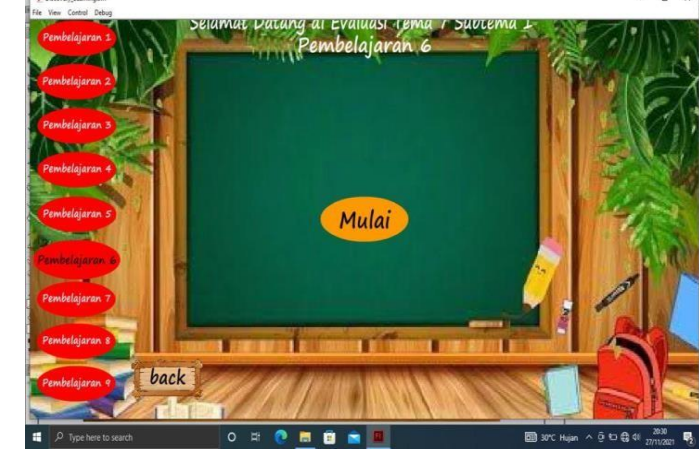 File View Control Debug
Selamat Datang di Evaluasi Tema 7 Subtema 1
Pembelajaran 6
Pembelajaran 1
Pembelajaran 2
Pembelajaran 3
Pembelajaran 4
Pembelajaran 5
Pembelajaran 6
Pembelajaran 7
Pembelajaran 8
Pembelajaran 9
Mulai
back
Type here to search
30°C Hujan
20:30
27/11/2021